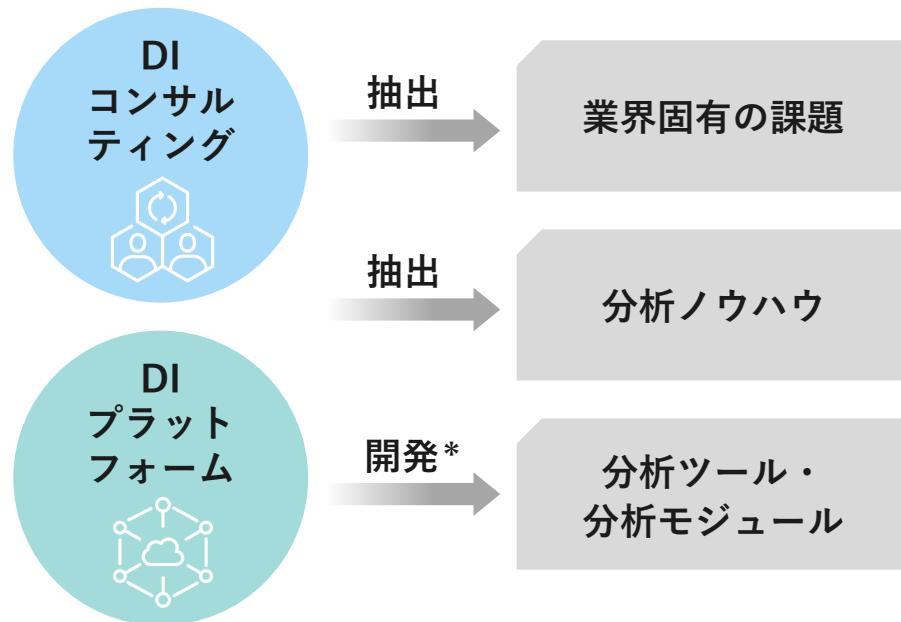 DI
コンサル
ティング
抽出
業界固有の課題
抽出
分析ノウハウ
DI
プラット
フォーム
開発*
分析ツール・
分析モジュール